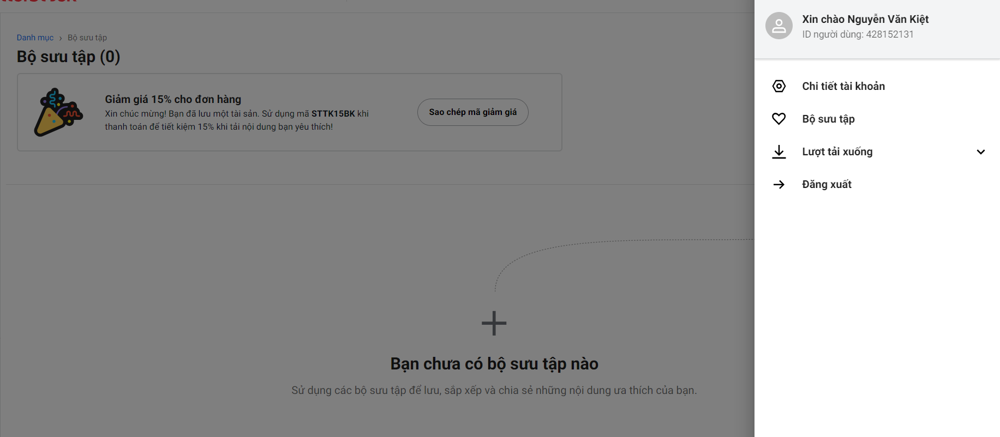 Danh mục › Bộ sưu tập
Bộ sưu tập (0)
Giảm giá 15% cho đơn hàng
Xin chúc mừng! Bạn đã lưu một tài sản. Sử dụng mã STTK15BK khi
thanh toán để tiết kiệm 15% khi tải nội dung bạn yêu thích!
Sao chép mã giảm giá
Bạn chưa có bộ sưu tập nào
Sử dụng các bộ sưu tập để lưu, sắp xếp và chia sẻ những nội dung ưa thích của bạn.
Xin chào Nguyễn Văn Kiệt
ID người dùng: 428152131
Chi tiết tài khoản
Bộ sưu tập
Lượt tải xuống
Đăng xuất